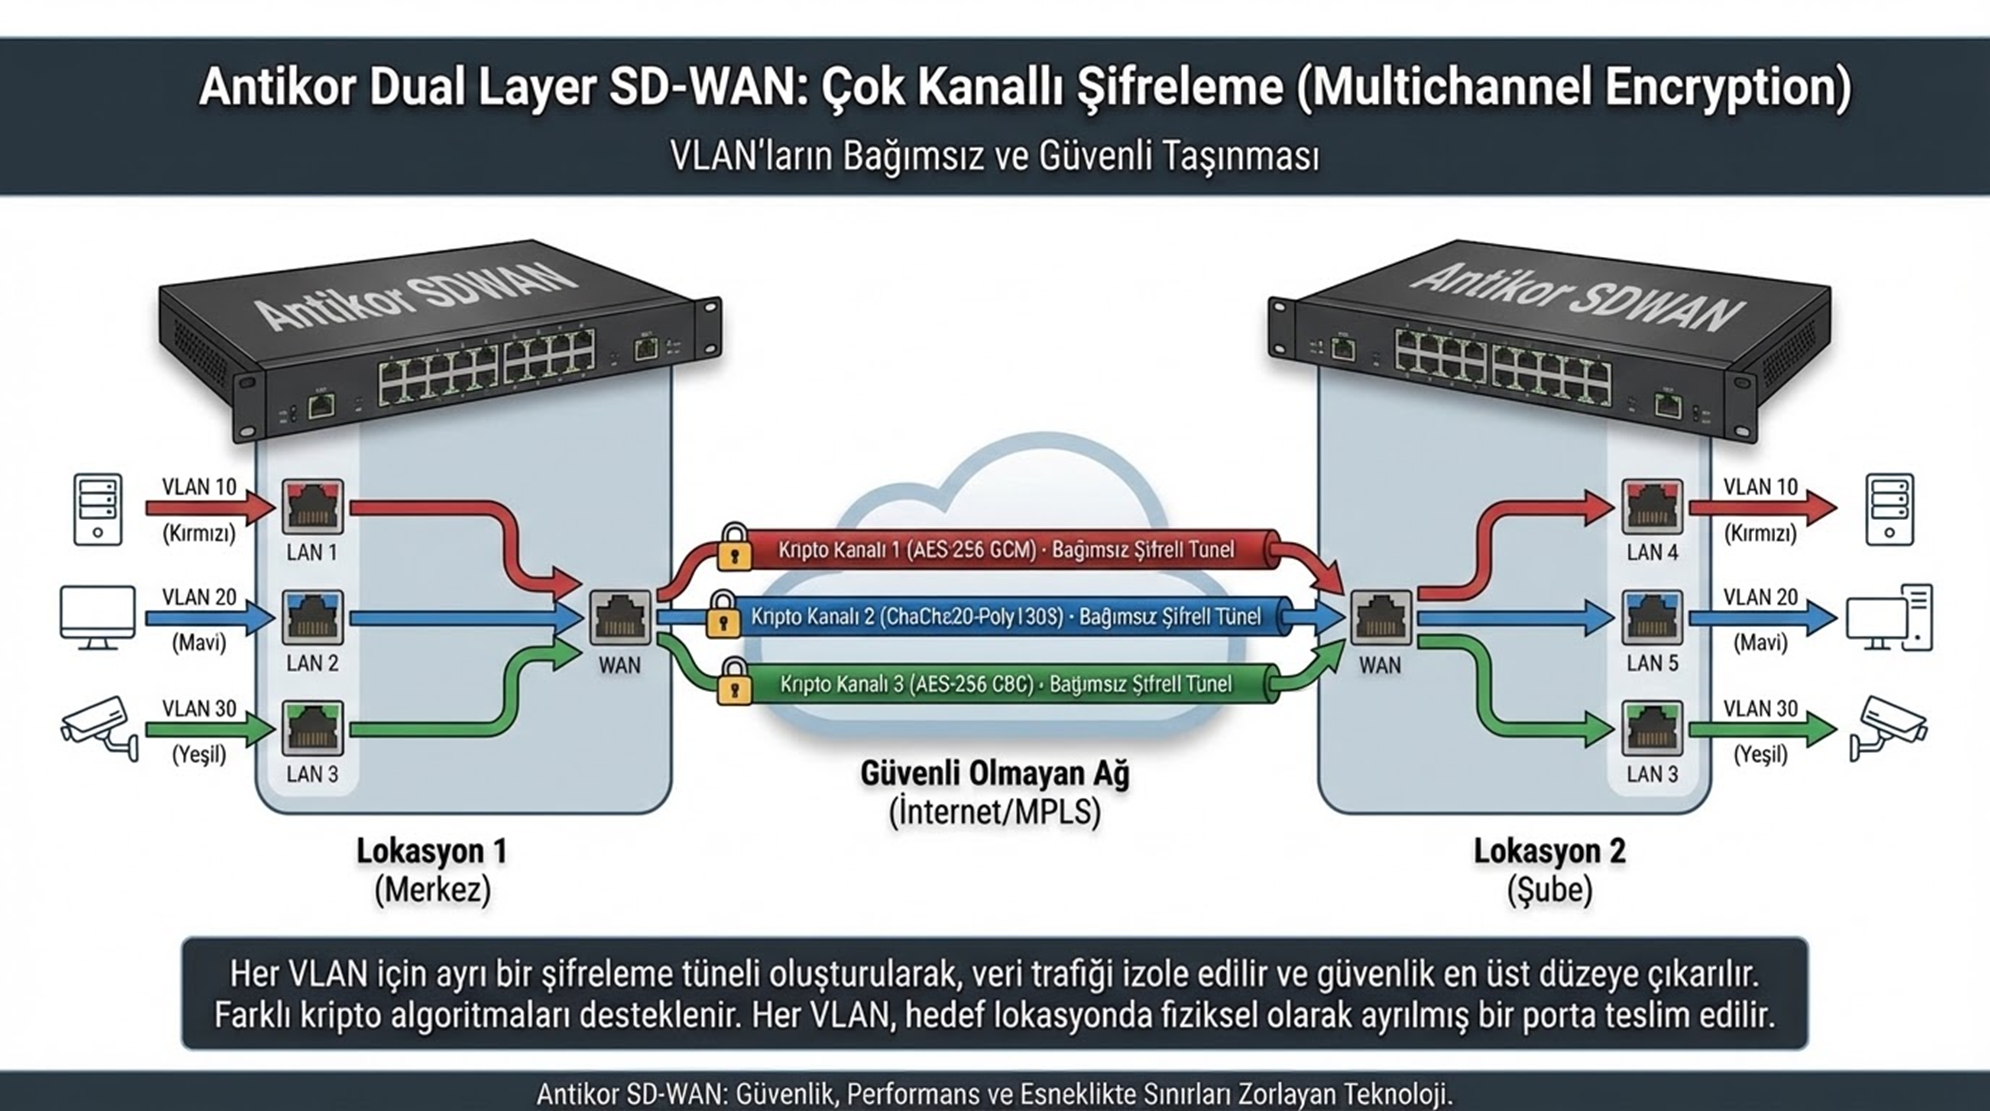 Antikor Dual Layer SD-WAN: Çok Kanallı Şifreleme (Multichannel Encryption)
VLAN'ların Bağımsız ve Güvenli Taşınması
Antikor SDWAN
Antikor SDWAN
VLAN 10
(Kırmızı)
LAN 1
VLAN 20
(Mavi)
LAN 2
VLAN 30
(Yeşil)
LAN 3
WAN
Kripto Kanalı 1 (AES-256 GCM) · Bağımsız Şifrell Tünel
Kripto Kanalı 2 (ChaCha20-Poly1308) · Bağımsız Şifrell Tünel
Kripto Kanalı 3 (AES-256 CBC) · Bağımsız Şifrell Tünel
Güvenli Olmayan Ağ
(İnternet/MPLS)
WAN
LAN 4
VLAN 10
(Kırmızı)
LAN 5
VLAN 20
(Mavi)
LAN 3
VLAN 30
(Yeşil)
Lokasyon 1
(Merkez)
Lokasyon 2
(Şube)
Her VLAN için ayrı bir şifreleme tüneli oluşturularak, veri trafiği izole edilir ve güvenlik en üst düzeye çıkarılır.
Farklı kripto algoritmaları desteklenir. Her VLAN, hedef lokasyonda fiziksel olarak ayrılmış bir porta teslim edilir.
Antikor SD-WAN: Güvenlik, Performans ve Esneklikte Sınırları Zorlayan Teknoloji.